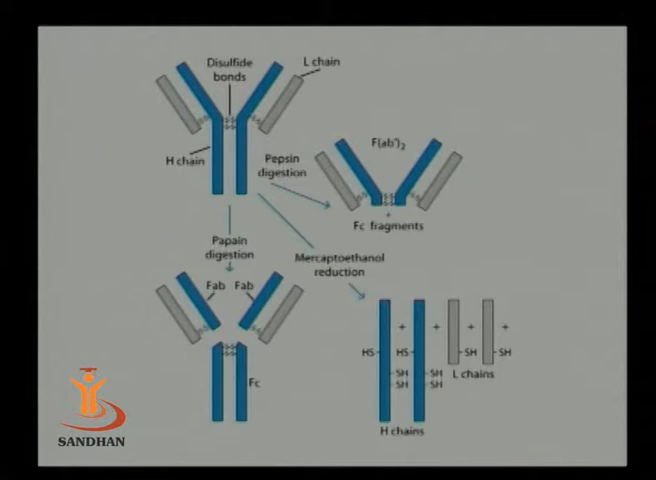 Disulfide
bonds
L chain
S-S
S-S
H chain
Pepsin
digestion
F(ab')2
Fc fragments
Papain
digestion
Mercaptoethanol
reduction
Fab Fab
Fc
+ + + +
HS HS SH SH
SH SH
SH SH
L chains
H chains
SANDHAN